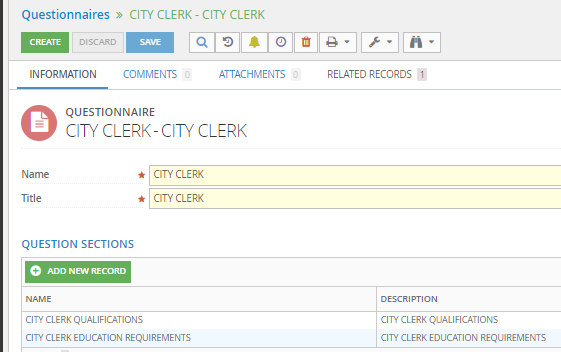 Questionnaires » CITY CLERK - CITY CLERK
CREATE DISCARD SAVE
INFORMATION COMMENTS 0 ATTACHMENTS 0 RELATED RECORDS 1
QUESTIONNAIRE
CITY CLERK - CITY CLERK
Name ★ CITY CLERK
Title ★ CITY CLERK
QUESTION SECTIONS
ADD NEW RECORD
NAME DESCRIPTION
CITY CLERK QUALIFICATIONS CITY CLERK QUALIFICATIONS
CITY CLERK EDUCATION REQUIREMENTS CITY CLERK EDUCATION REQUIREMENTS